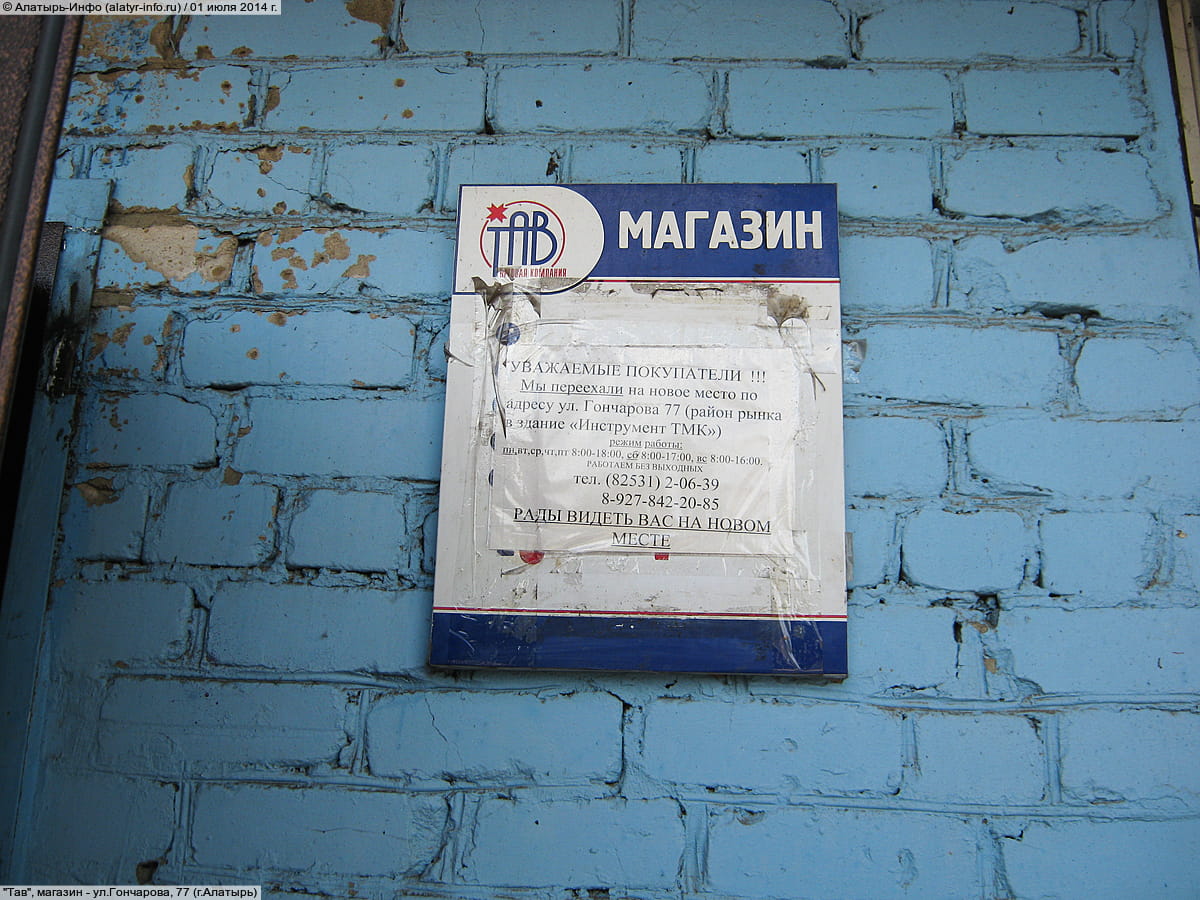 © Алатырь-Инфо (alatyr-info.ru) / 01 июля 2014 г.
ТАВ
МАГАЗИН
КОМПАНИЯ
УВАЖАЕМЫЕ ПОКУПАТЕЛИ !!!
Мы переехали на новое место по
адресу ул. Гончарова 77 (район рынка
в здание «Инструмент ТМК»)
режим работы:
пн,вт,ср,чт,пт 8:00-18:00, сб 8:00-17:00, вс 8:00-16:00.
РАБОТАЕМ БЕЗ ВЫХОДНЫХ
тел. (82531) 2-06-39
8-927-842-20-85
РАДЫ ВИДЕТЬ ВАС НА НОВОМ
МЕСТЕ
"Тав", магазин - ул.Гончарова, 77 (г.Алатырь)